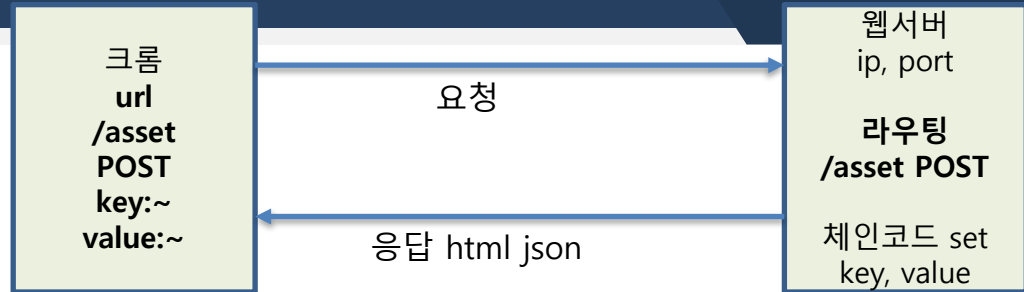 크롬
url
/asset
POST
key:~
value:~
요청
응답 html json
웹서버
ip, port
라우팅
/asset POST
체인코드 set
key, value